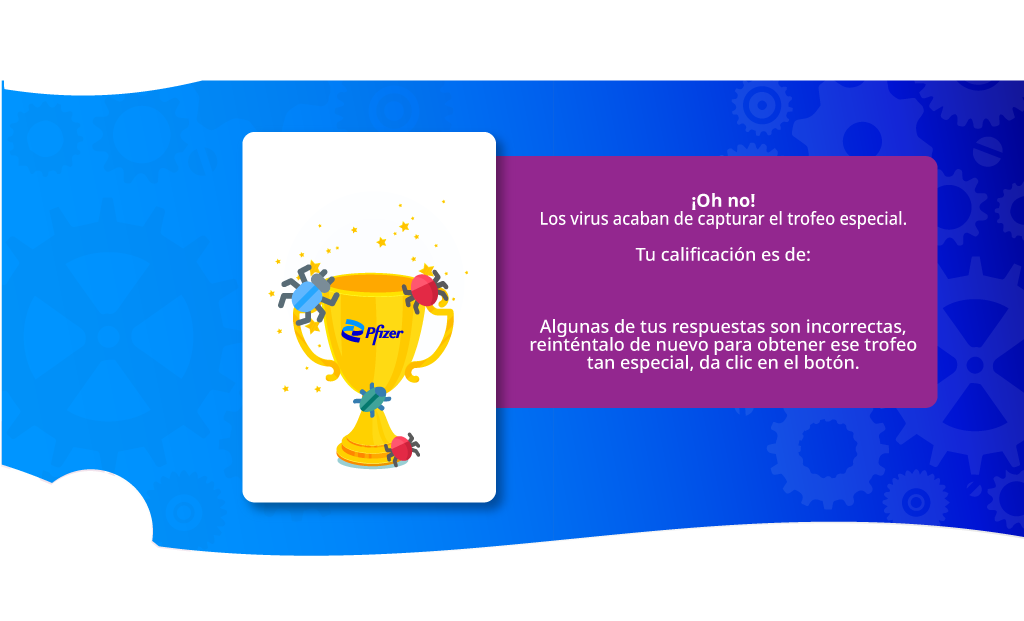 ¡Oh no!
Los virus acaban de capturar el trofeo especial.
Tu calificación es de:
Pfizer
Algunas de tus respuestas son incorrectas,
reinténtalo de nuevo para obtener ese trofeo
tan especial, da clic en el botón.